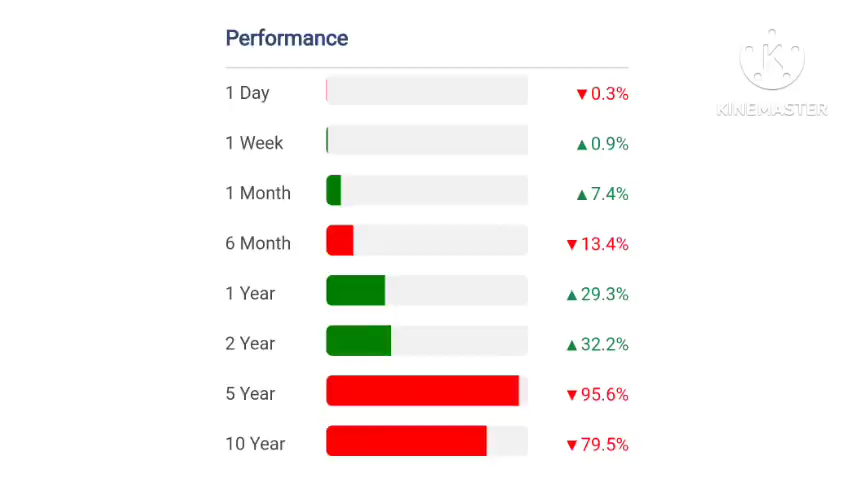 Performance
KINEMASTER
1 Day ▼0.3%
1 Week ▲0.9%
1 Month ▲7.4%
6 Month ▼13.4%
1 Year ▲29.3%
2 Year ▲32.2%
5 Year ▼95.6%
10 Year ▼79.5%